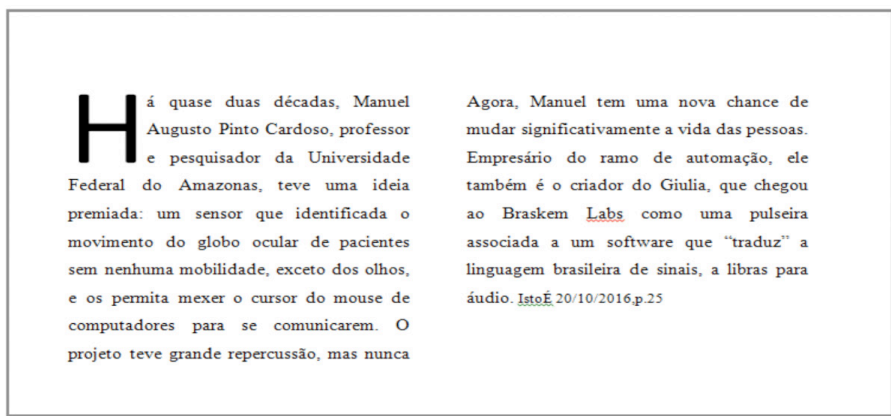 Há quase duas décadas, Manuel
Augusto Pinto Cardoso, professor
e pesquisador da Universidade
Federal do Amazonas, teve uma ideia
premiada: um sensor que identificada o
movimento do globo ocular de pacientes
sem nenhuma mobilidade, exceto dos olhos,
e os permita mexer o cursor do mouse de
computadores para se comunicarem. O
projeto teve grande repercussão, mas nunca
Agora, Manuel tem uma nova chance de
mudar significativamente a vida das pessoas.
Empresário do ramo de automação, ele
também é o criador do Giulia, que chegou
ao Braskem Labs como uma pulseira
associada a um software que “traduz” a
linguagem brasileira de sinais, a libras para
áudio. IstoÉ 20/10/2016,p.25